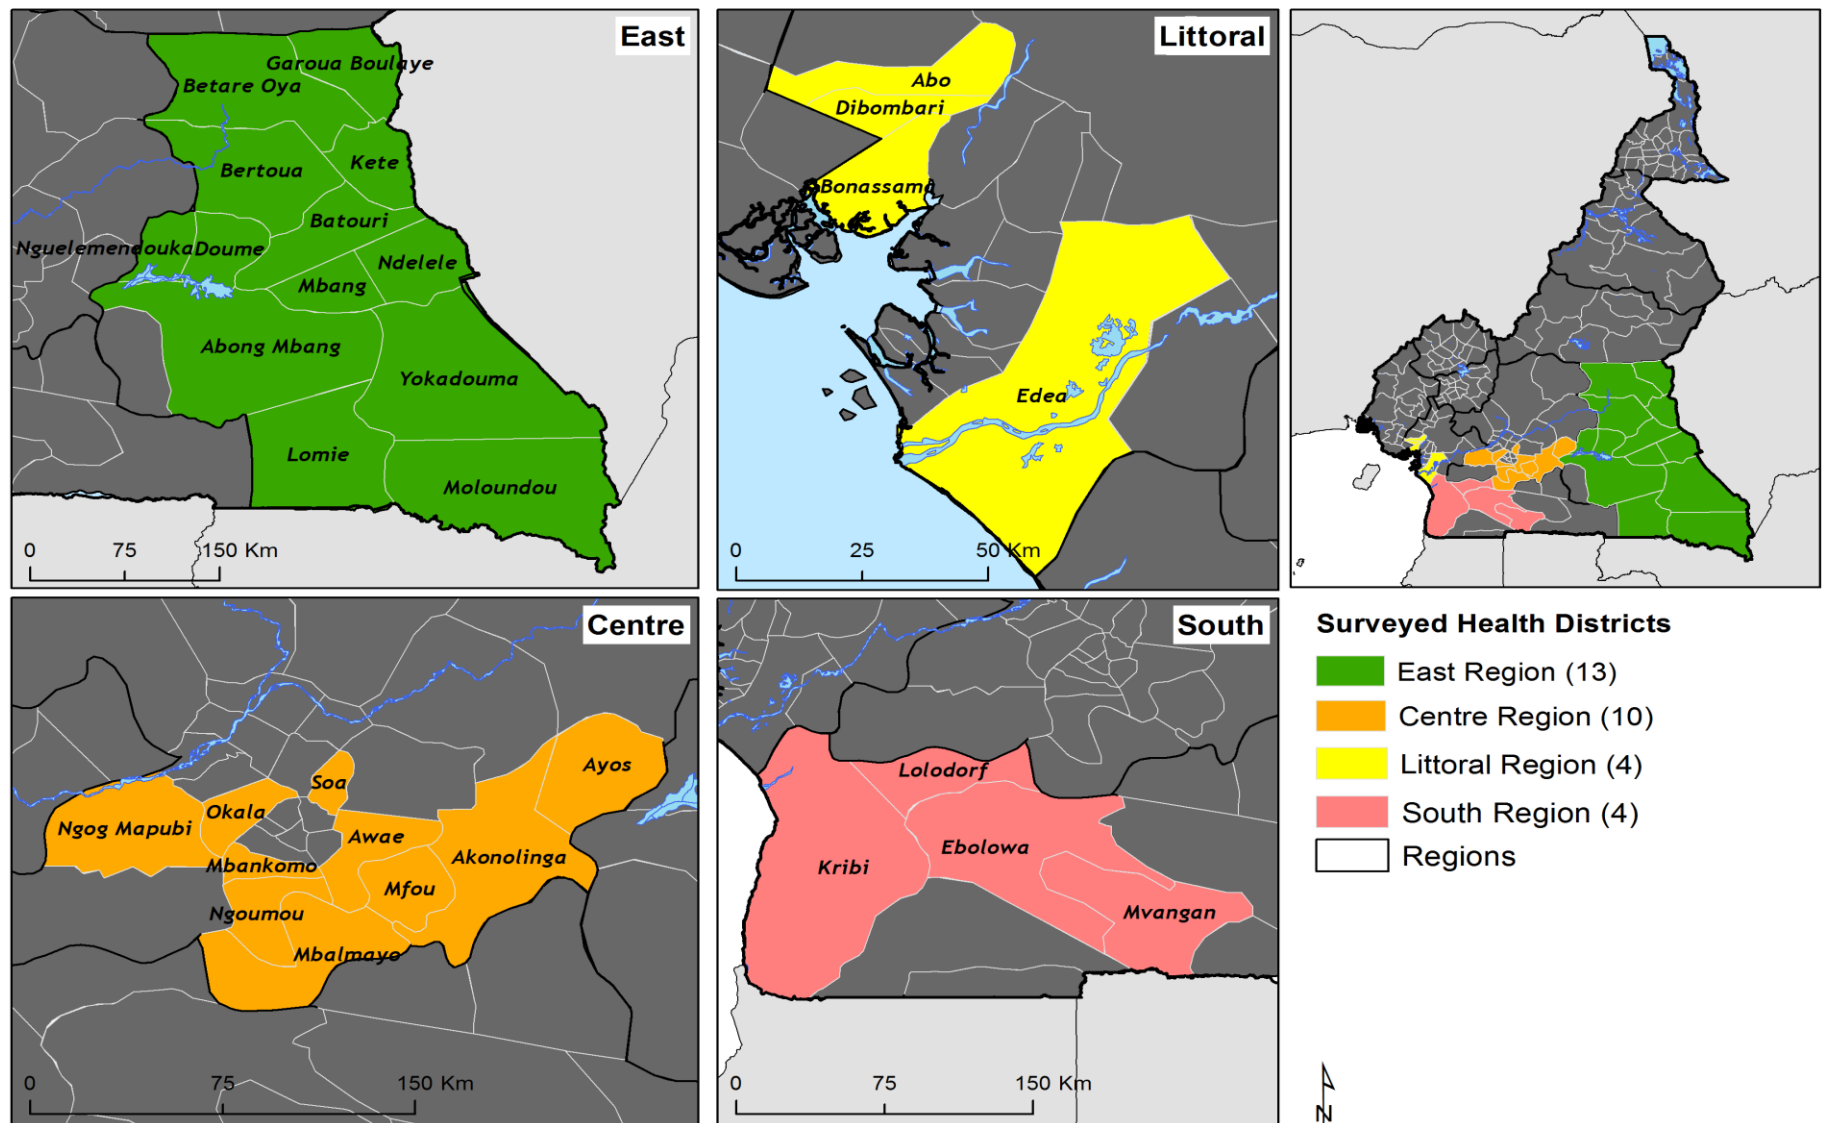 East
Garoua Boulaye
Betare Oya
Kete
Bertoua
Batouri
Nguelemendouka
Doume
Ndelele
Mbang
Abong Mbang
Yokadouma
Lomie
Moloundou
0 75 150 Km
Littoral
Abo
Dibombari
Bonassama
Edea
0 25 50 Km
Centre
Ayos
Soa
Okala
Ngog Mapubi
Awae
Akonolinga
Mbankomo
Mfou
Ngoumou
Mbalmayo
0 75 150 Km
South
Lolodorf
Ebolowa
Kribi
Mvangan
0 75 150 Km
Surveyed Health Districts
East Region (13)
Centre Region (10)
Littoral Region (4)
South Region (4)
Regions
N